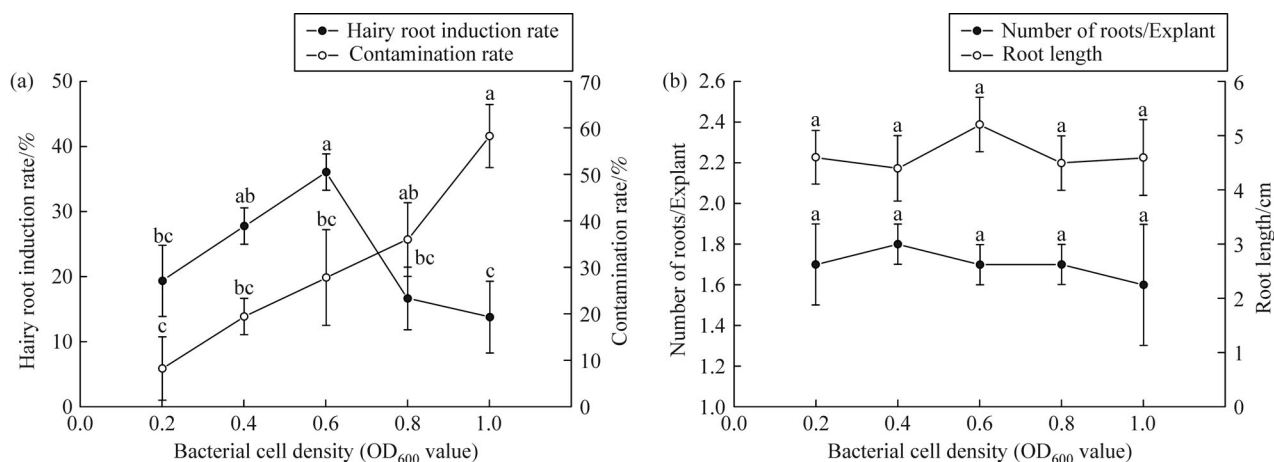 (a)
Hairy root induction rate
Contamination rate
Hairy root induction rate/%
50
40
30
20
10
0
70
60
50
40
30
20
10
0
Contamination rate/%
bc
ab
a
bc
c
c
bc
bc
ab
a
0.0
0.2
0.4
0.6
0.8
1.0
Bacterial cell density (OD600 value)
(b)
Number of roots/Explant
Root length
Number of roots/Explant
2.6
2.4
2.2
2.0
1.8
1.6
1.4
1.2
1.0
6
5
4
3
2
1
0
Root length/cm
a
a
a
a
a
a
a
a
a
a
0.0
0.2
0.4
0.6
0.8
1.0
Bacterial cell density (OD600 value)